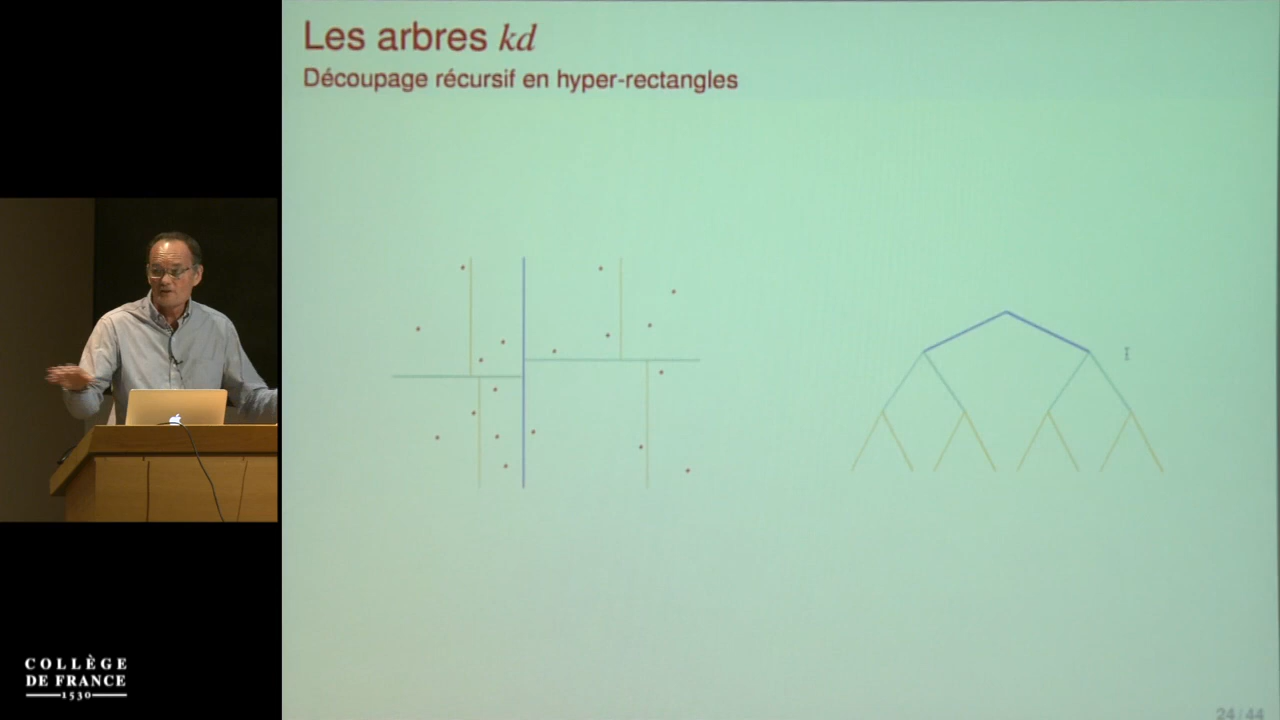 Les arbres kd
Découpage récursif en hyper-rectangles
COLLÈGE
DE FRANCE
1530
24/44